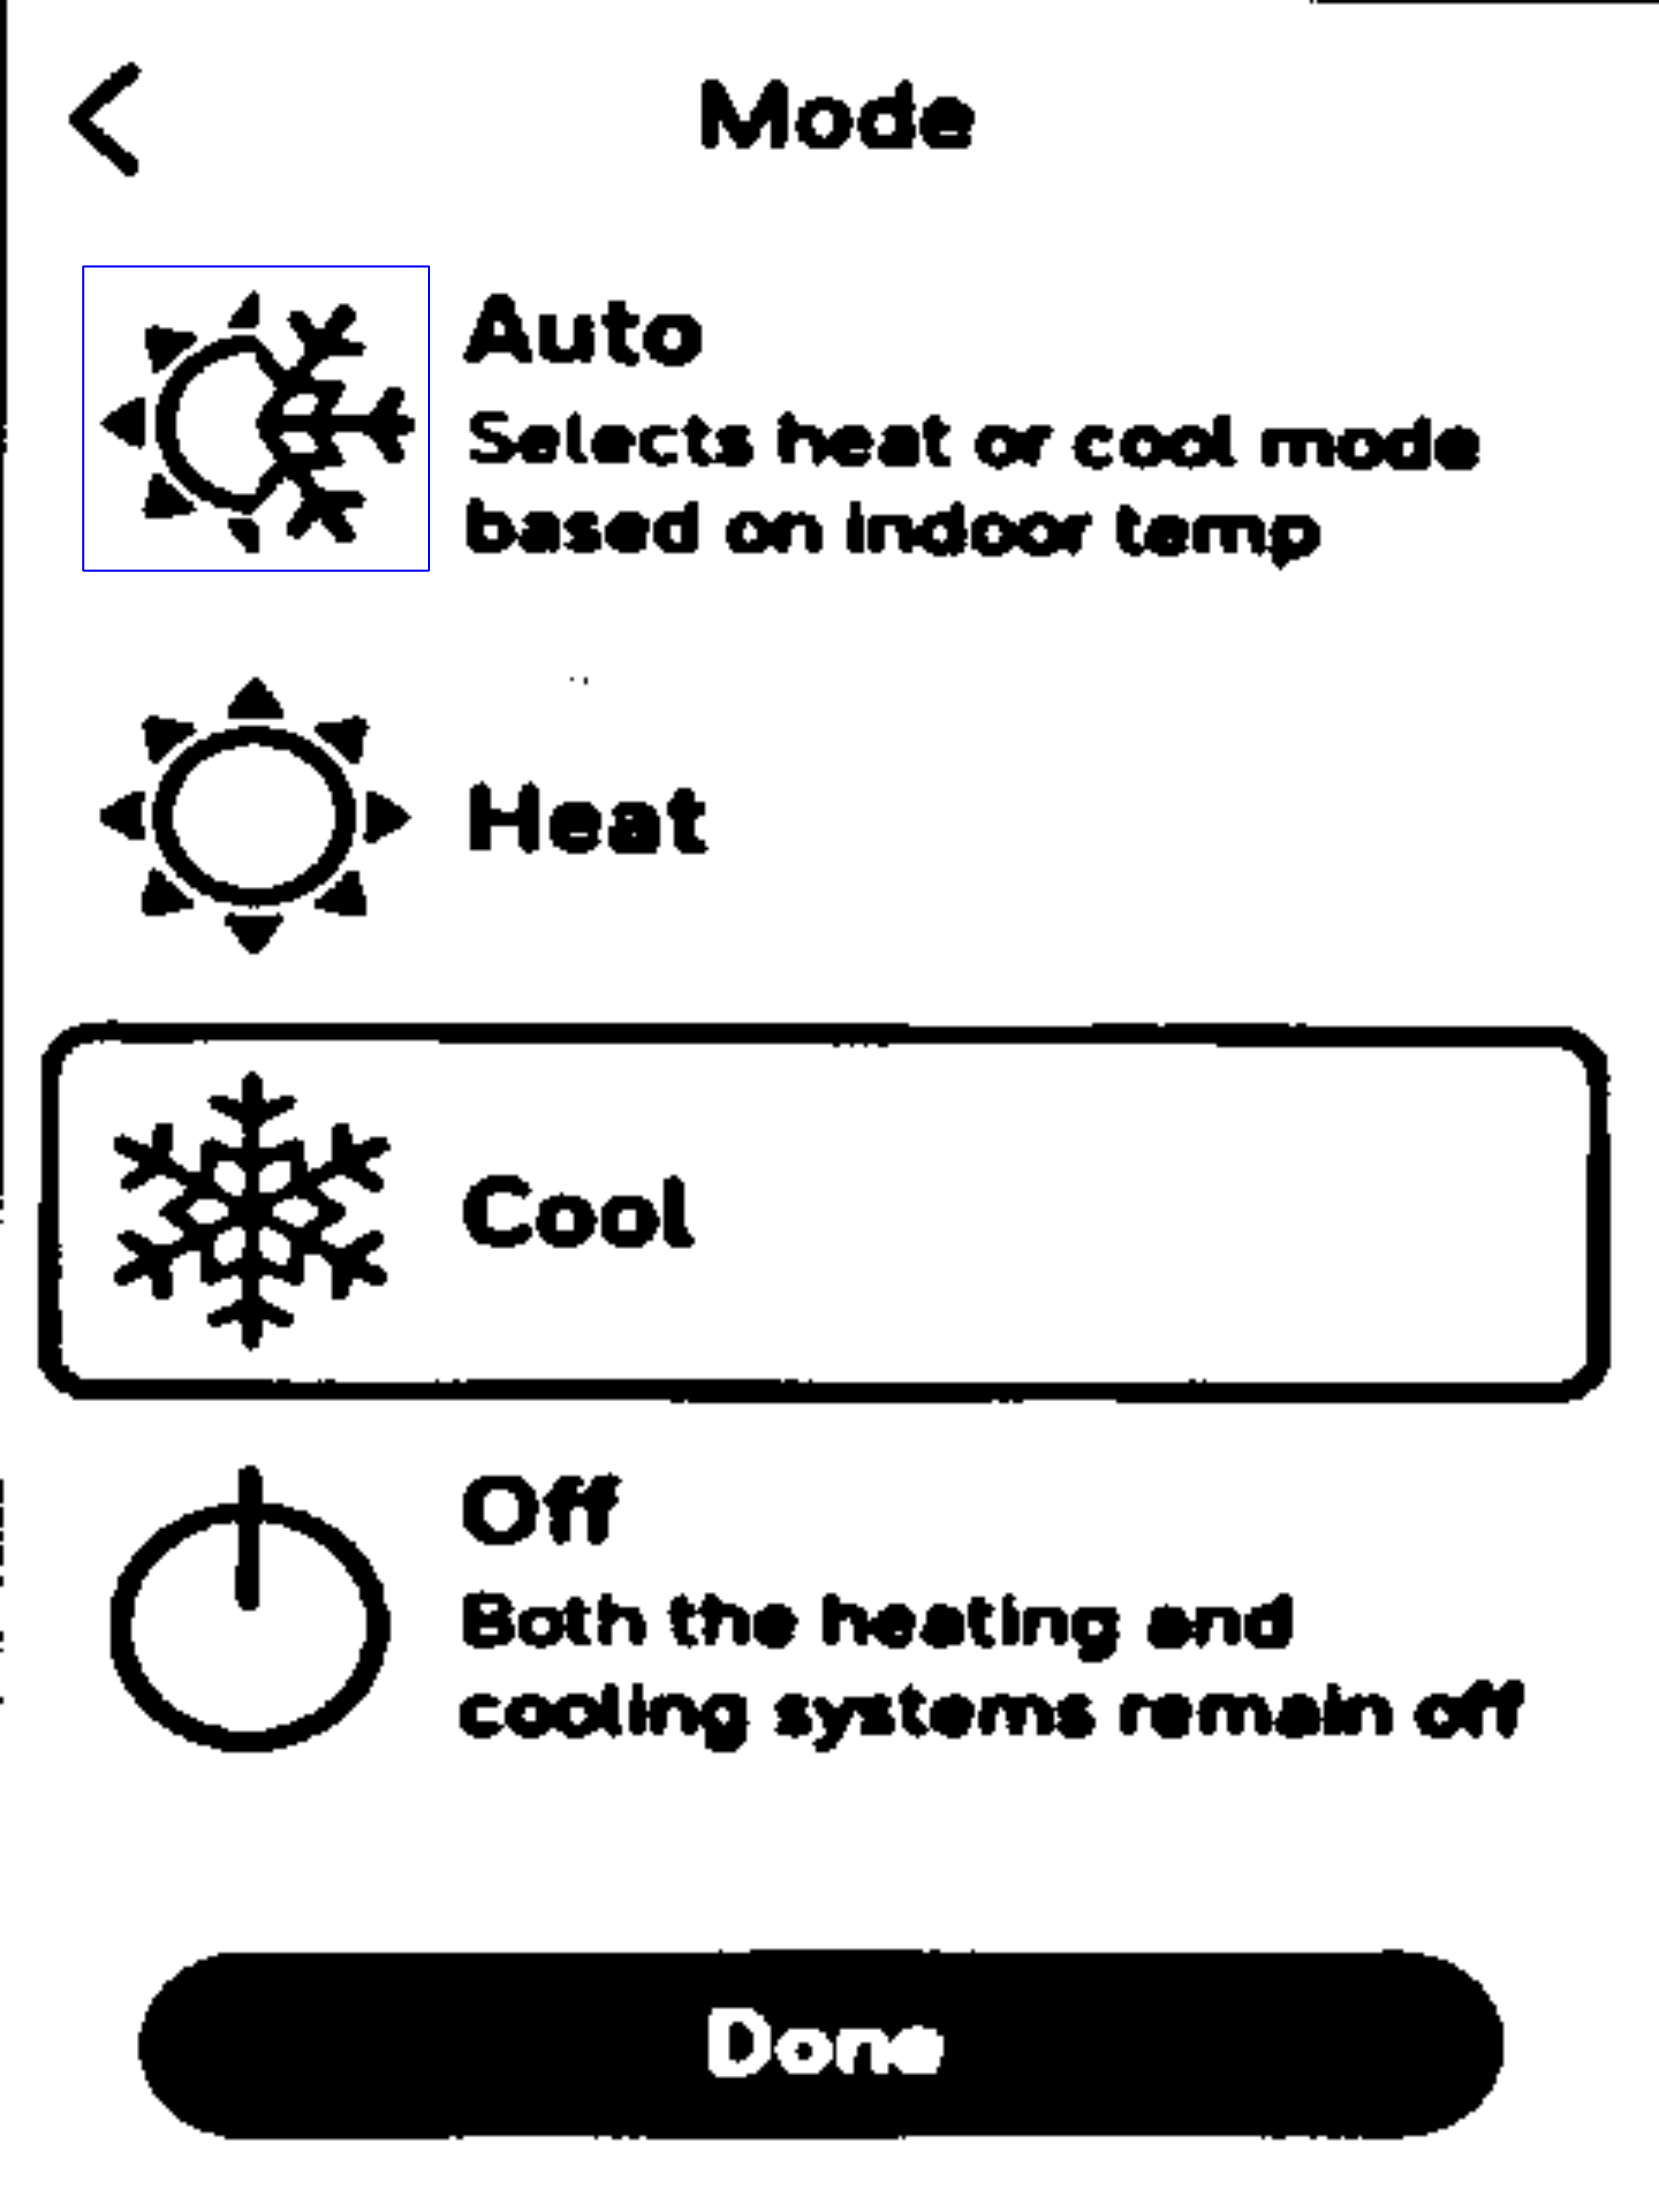 Mode
Auto
Selects heat or cool mode
based on indoor temp
Heat
Cool
Off
Both the heating and
cooling systems remain off
Done